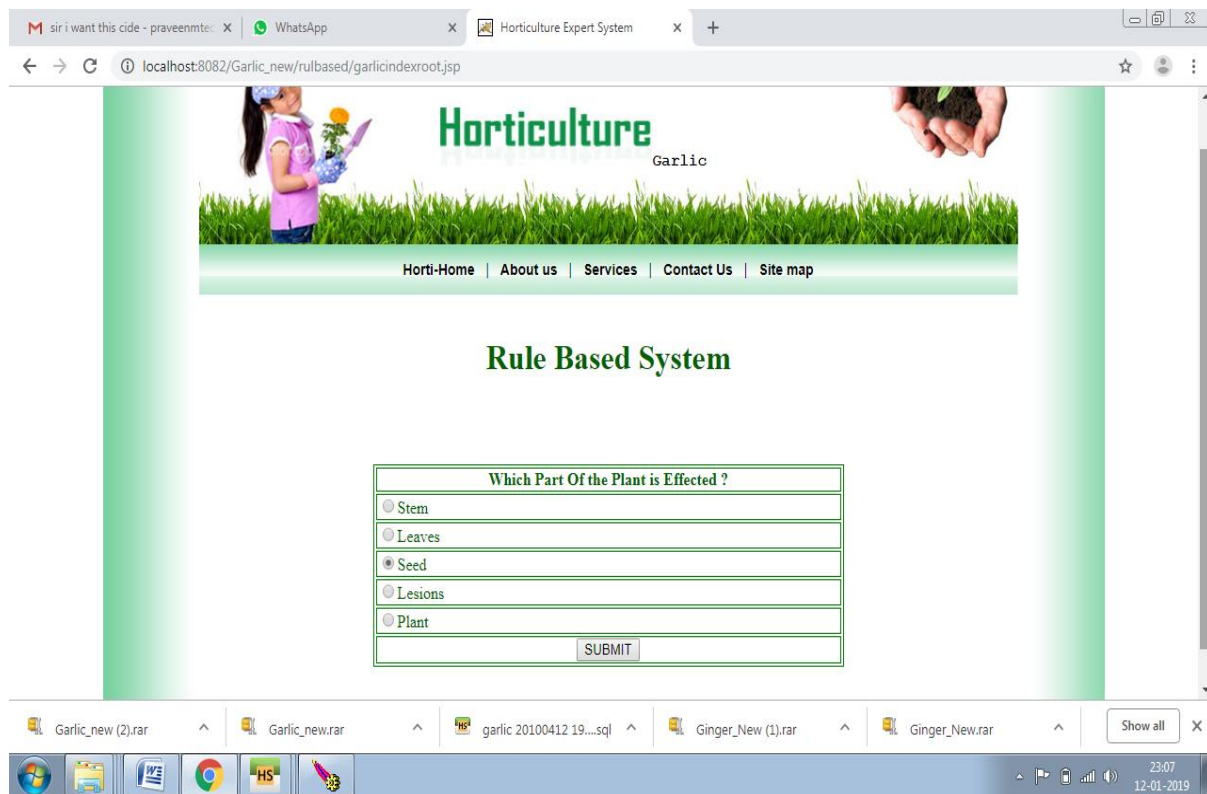 sir i want this cide - praveenmtec
WhatsApp
Horticulture Expert System
localhost:8082/Garlic_new/rulbased/garlicindexroot.jsp
Horticulture
Garlic
Horti-Home | About us | Services | Contact Us | Site map
Rule Based System
Which Part Of the Plant is Effected ?
Stem
Leaves
Seed
Lesions
Plant
SUBMIT
Garlic_new (2).rar
Garlic_new.rar
garlic 20100412 19....sql
Ginger_New (1).rar
Ginger_New.rar
Show all
HS
23:07
12-01-2019